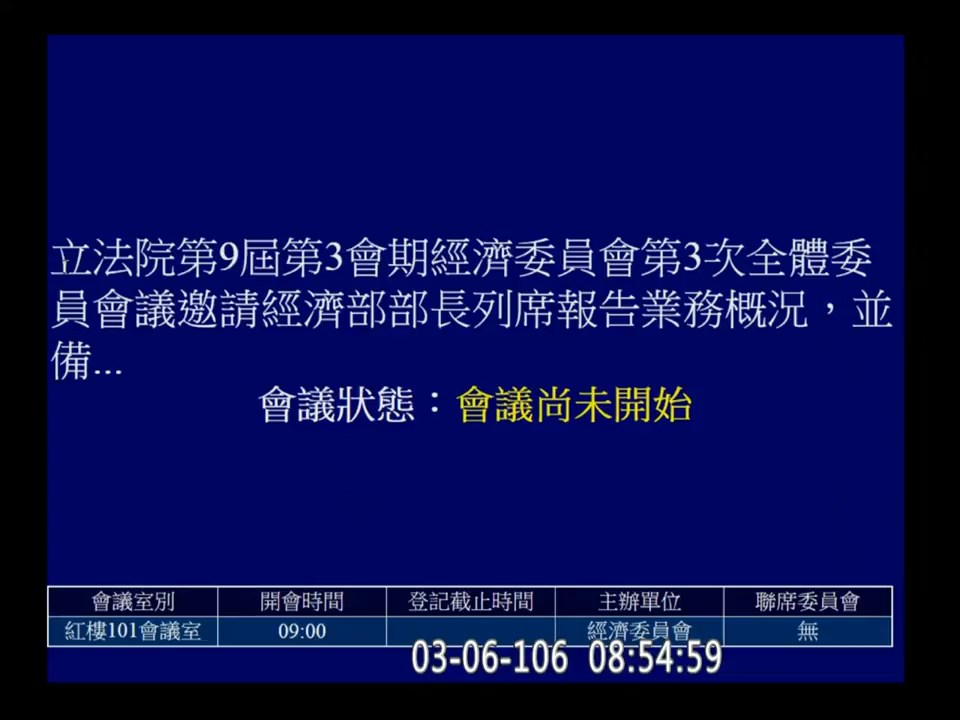 立法院第9屆第3會期經濟委員會第3次全體委
員會議邀請經濟部部長列席報告業務概況，並
備...
會議狀態：會議尚未開始
會議室別 開會時間 登記截止時間 主辦單位 聯席委員會
紅樓101會議室 09:00 經濟委員會 無
03-06-106 08:54:59